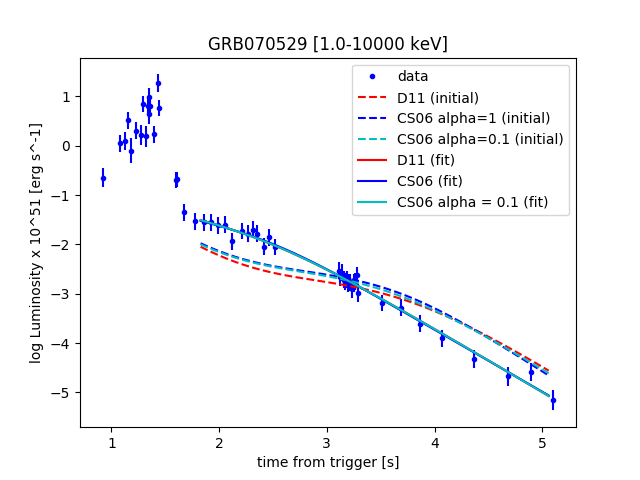 GRB070529 [1.0-10000 keV]
data
D11 (initial)
CS06 alpha=1 (initial)
CS06 alpha=0.1 (initial)
D11 (fit)
CS06 (fit)
CS06 alpha = 0.1 (fit)
log Luminosity x 10^51 [erg s^-1]
1
0
−1
−2
−3
−4
−5
1 2 3 4 5
time from trigger [s]